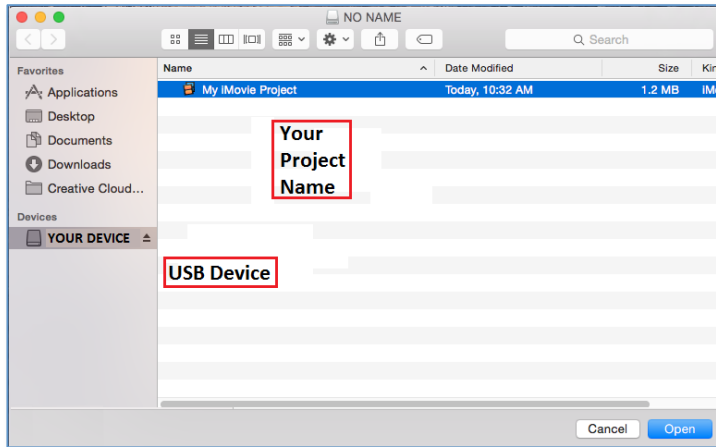 NO NAME
Search
Favorites
Applications
Desktop
Documents
Downloads
Creative Cloud...
Devices
YOUR DEVICE
Name
Date Modified
Size
Kin
My iMovie Project
Today, 10:32 AM
1.2 MB
iMo
Your
Project
Name
USB Device
Cancel
Open